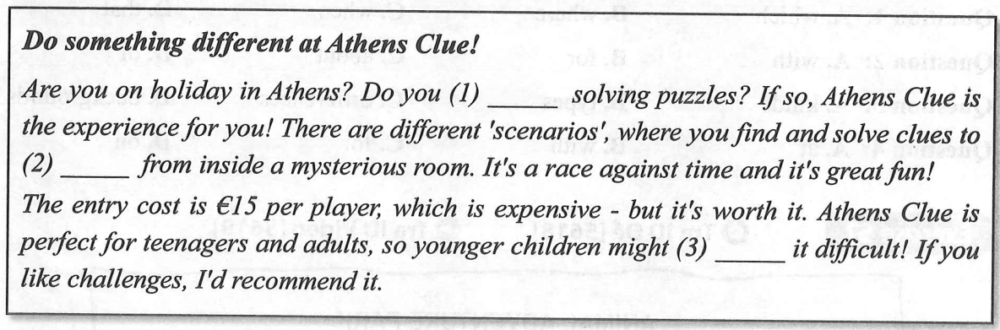 Do something different at Athens Clue!
Are you on holiday in Athens? Do you (1) ______ solving puzzles? If so, Athens Clue is
the experience for you! There are different 'scenarios', where you find and solve clues to
(2) ______ from inside a mysterious room. It's a race against time and it's great fun!
The entry cost is €15 per player, which is expensive - but it's worth it. Athens Clue is
perfect for teenagers and adults, so younger children might (3) ______ it difficult! If you
like challenges, I'd recommend it.